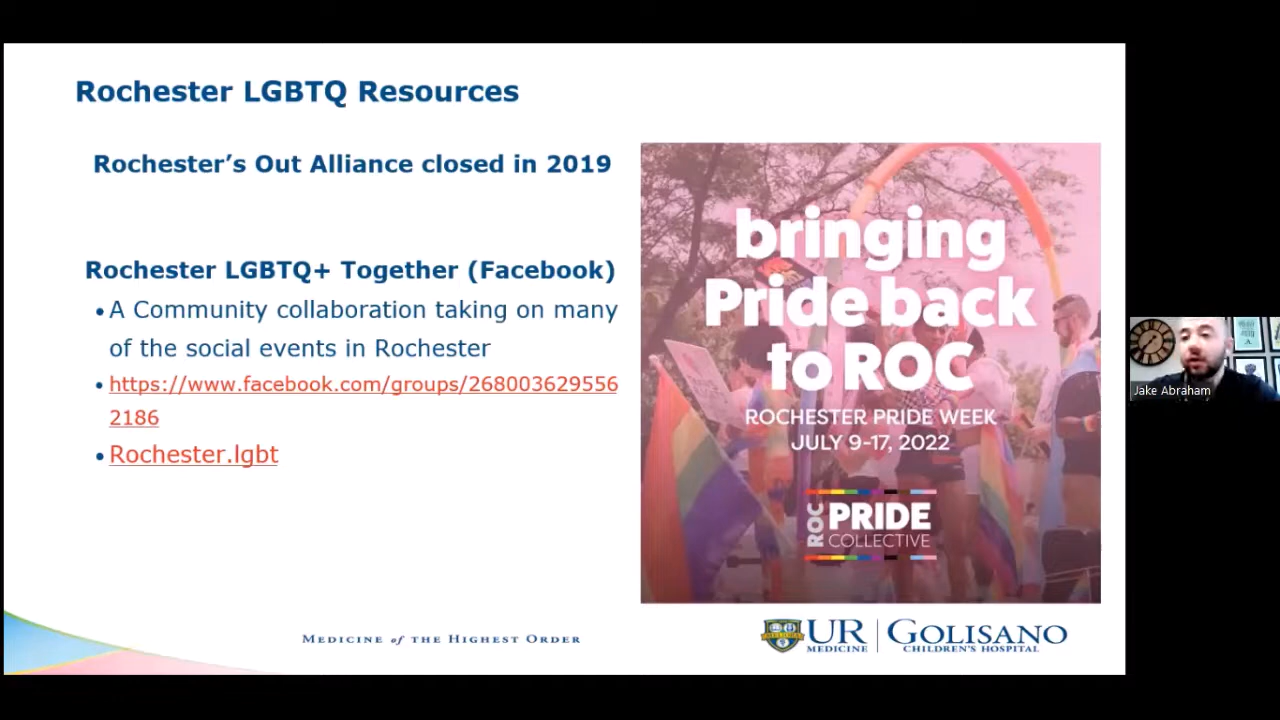 Rochester LGBTQ Resources
Rochester's Out Alliance closed in 2019
Rochester LGBTQ+ Together (Facebook)
• A Community collaboration taking on many
of the social events in Rochester
• https://www.facebook.com/groups/268003629556
2186
• Rochester.lgbt
bringing
Pride back
to ROC
ROCHESTER PRIDE WEEK
JULY 9-17, 2022
ROC
PRIDE
COLLECTIVE
Jake Abraham
MEDICINE of THE HIGHEST ORDER
UR
MEDICINE
GOLISANO
CHILDREN'S HOSPITAL